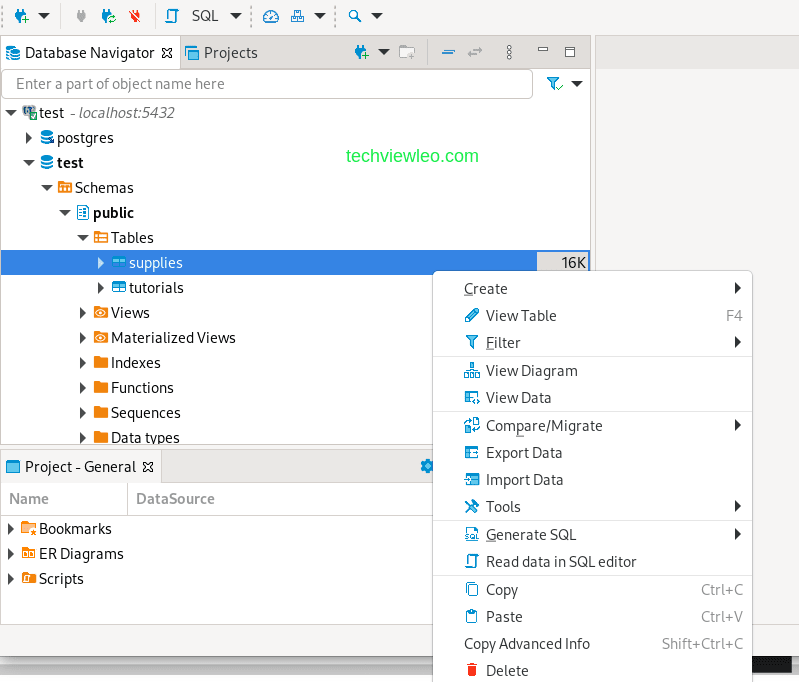 SQL
Database Navigator
Projects
Enter a part of object name here
test - localhost:5432
postgres
test
techviewleo.com
Schemas
public
Tables
supplies 16K
tutorials
Views
Materialized Views
Indexes
Functions
Sequences
Data types
Project - General
Name DataSource
Bookmarks
ER Diagrams
Scripts
Create
View Table F4
Filter
View Diagram
View Data
Compare/Migrate
Export Data
Import Data
Tools
Generate SQL
Read data in SQL editor
Copy Ctrl+C
Paste Ctrl+V
Copy Advanced Info Shift+Ctrl+C
Delete